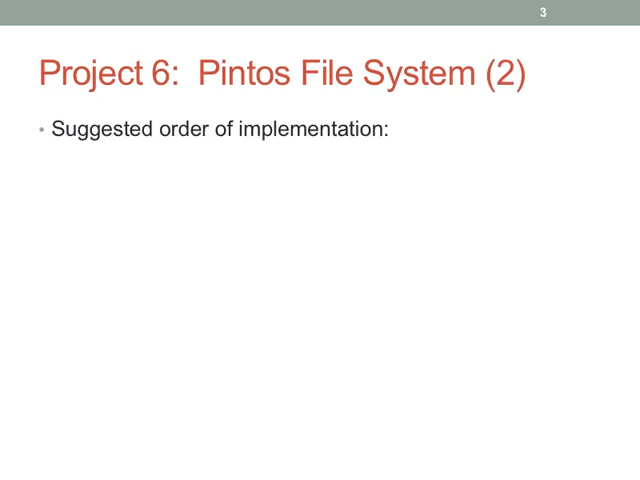 3
Project 6:  Pintos File System (2)
• Suggested order of implementation: